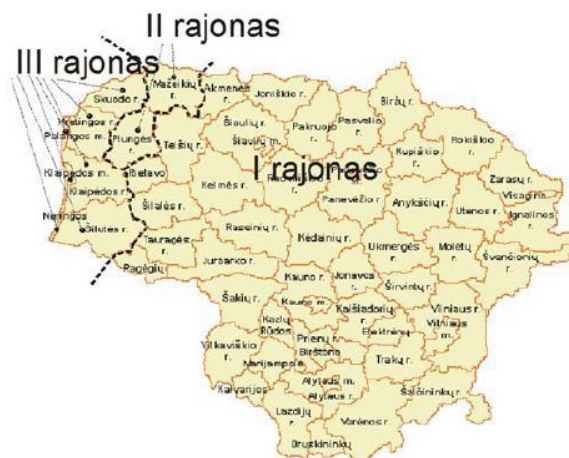 II rajonas
III rajonas
I rajonas
Skuodo r.
Mažeikių r.
Akmenės r.
Joniškio r.
Biržų r.
Kretingos r.
Palangos m.
Plungės r.
Telšių r.
Šiaulių r.
Šiaulių m.
Pakruojo r.
Pasvalio r.
Kupiškio r.
Rokiškio r.
Klaipėdos m.
Klaipėdos r.
Rietavo
Kelmės r.
Panevėžio r.
Anykščių r.
Utenos r.
Zarasų r.
Visagino
Ignalinos r.
Neringos
Šilutės r.
Šilalės r.
Tauragės r.
Pagėgių
Raseinių r.
Kėdainių r.
Ukmergės r.
Molėtų r.
Švenčionių r.
Jurbarko r.
Kauno r.
Kauno m.
Jonavos r.
Širvintų r.
Šakių r.
Kazlų Rūdos
Kaišiadorių r.
Elektrėnų
Vilniaus r.
Vilniaus m.
Vilkaviškio r.
Marijampolė
Prienų r.
Birštono
Trakų r.
Kalvarijos
Alytaus m.
Alytaus r.
Lazdijų r.
Varėnos r.
Šalčininkų r.
Druskininkų